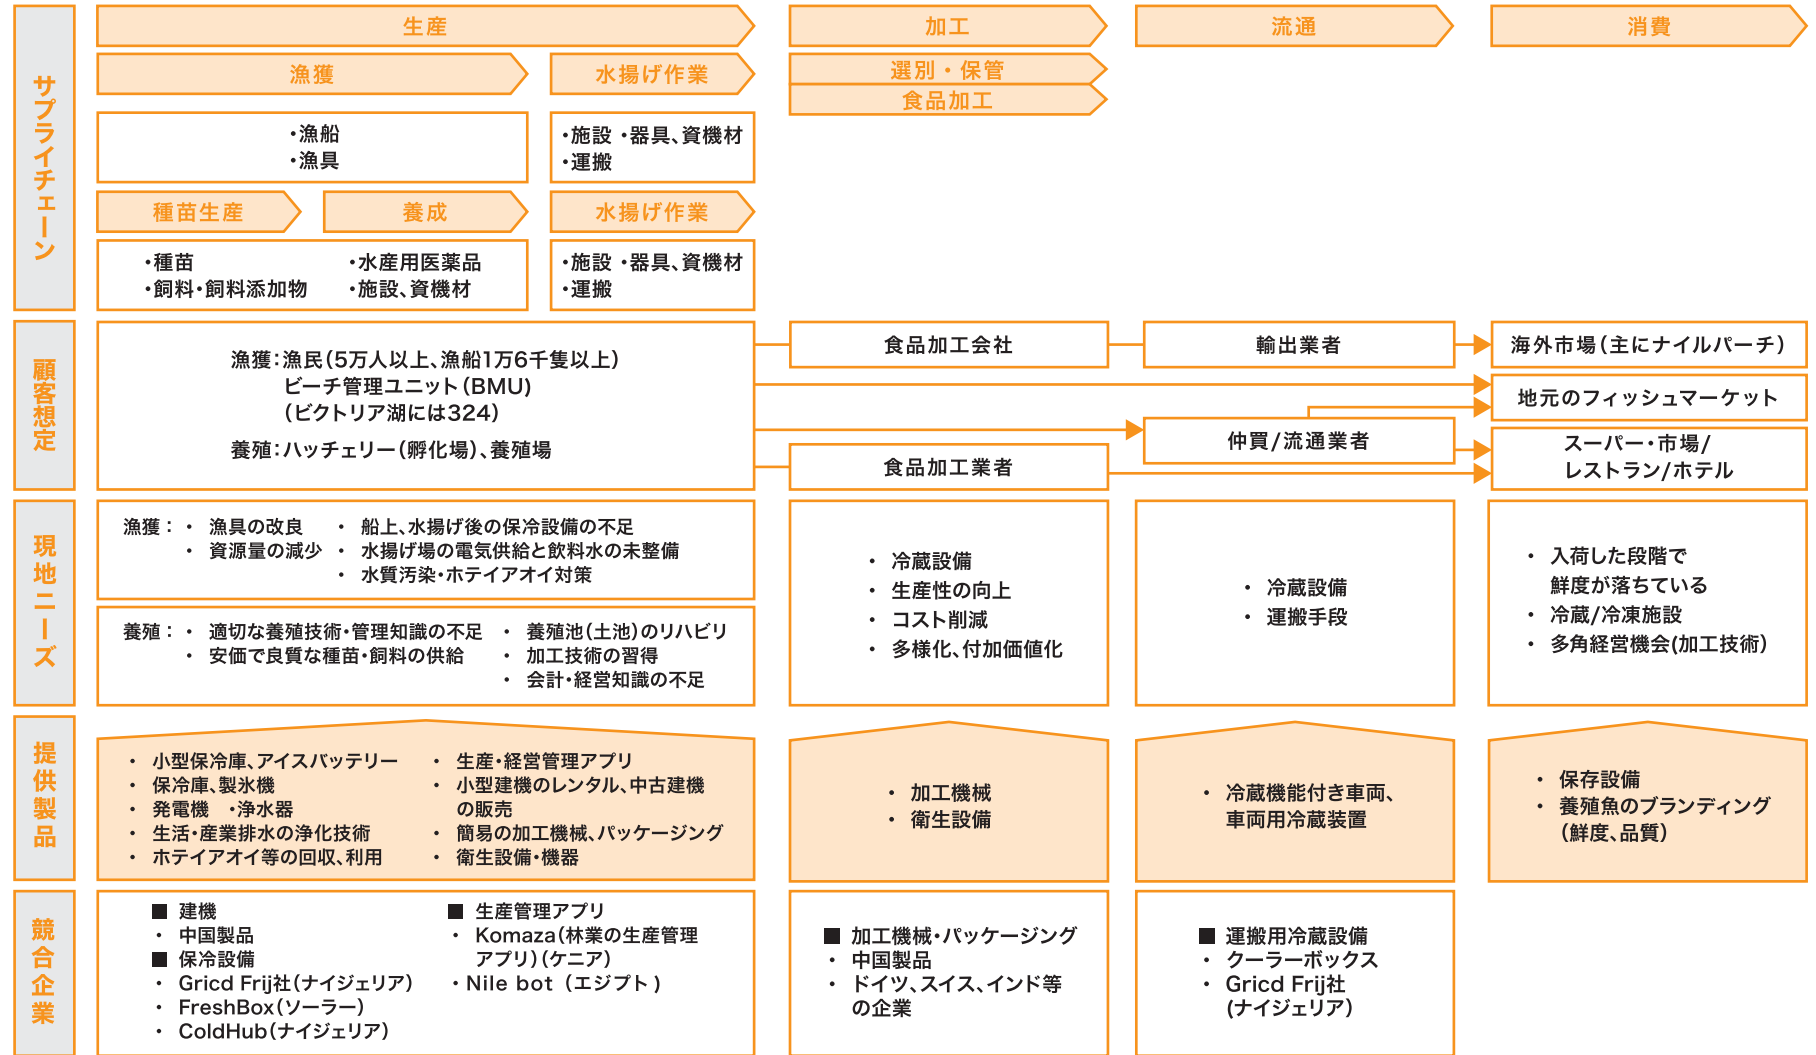 サプライチェーン
生産
加工
流通
消費
漁獲
水揚げ作業
選別・保管
食品加工
・漁船
・漁具
・施設 ・器具、資機材
・運搬
種苗生産
養成
水揚げ作業
・種苗
・飼料・飼料添加物
・水産用医薬品
・施設、資機材
・施設 ・器具、資機材
・運搬
顧客想定
漁獲：漁民（5万人以上、漁船1万6千隻以上）
ビーチ管理ユニット（BMU）
（ビクトリア湖には324）
養殖：ハッチェリー（孵化場）、養殖場
食品加工会社
輸出業者
海外市場（主にナイルパーチ）
地元のフィッシュマーケット
仲買/流通業者
食品加工業者
スーパー・市場/
レストラン/ホテル
現地ニーズ
漁獲： ・ 漁具の改良
・ 資源量の減少
・ 船上、水揚げ後の保冷設備の不足
・ 水揚げ場の電気供給と飲料水の未整備
・ 水質汚染・ホテイアオイ対策
養殖： ・ 適切な養殖技術・管理知識の不足
・ 安価で良質な種苗・飼料の供給
・ 養殖池（土池）のリハビリ
・ 加工技術の習得
・ 会計・経営知識の不足
・ 冷蔵設備
・ 生産性の向上
・ コスト削減
・ 多様化、付加価値化
・ 冷蔵設備
・ 運搬手段
・ 入荷した段階で
鮮度が落ちている
・ 冷蔵/冷凍施設
・ 多角経営機会(加工技術）
提供製品
・ 小型保冷庫、アイスバッテリー
・ 保冷庫、製氷機
・ 発電機 ・浄水器
・ 生活・産業排水の浄化技術
・ ホテイアオイ等の回収、利用
・ 生産・経営管理アプリ
・ 小型建機のレンタル、中古建機
の販売
・ 簡易の加工機械、パッケージング
・ 衛生設備・機器
・ 加工機械
・ 衛生設備
・ 冷蔵機能付き車両、
車両用冷蔵装置
・ 保存設備
・ 養殖魚のブランディング
（鮮度、品質）
競合企業
■ 建機
・ 中国製品
■ 保冷設備
・ Gricd Frij社（ナイジェリア）
・ FreshBox（ソーラー）
・ ColdHub（ナイジェリア）
■ 生産管理アプリ
・ Komaza（林業の生産管理
アプリ）（ケニア）
・Nile bot（エジプト)
■ 加工機械・パッケージング
・ 中国製品
・ ドイツ、スイス、インド等
の企業
■ 運搬用冷蔵設備
・ クーラーボックス
・ Gricd Frij社
(ナイジェリア）